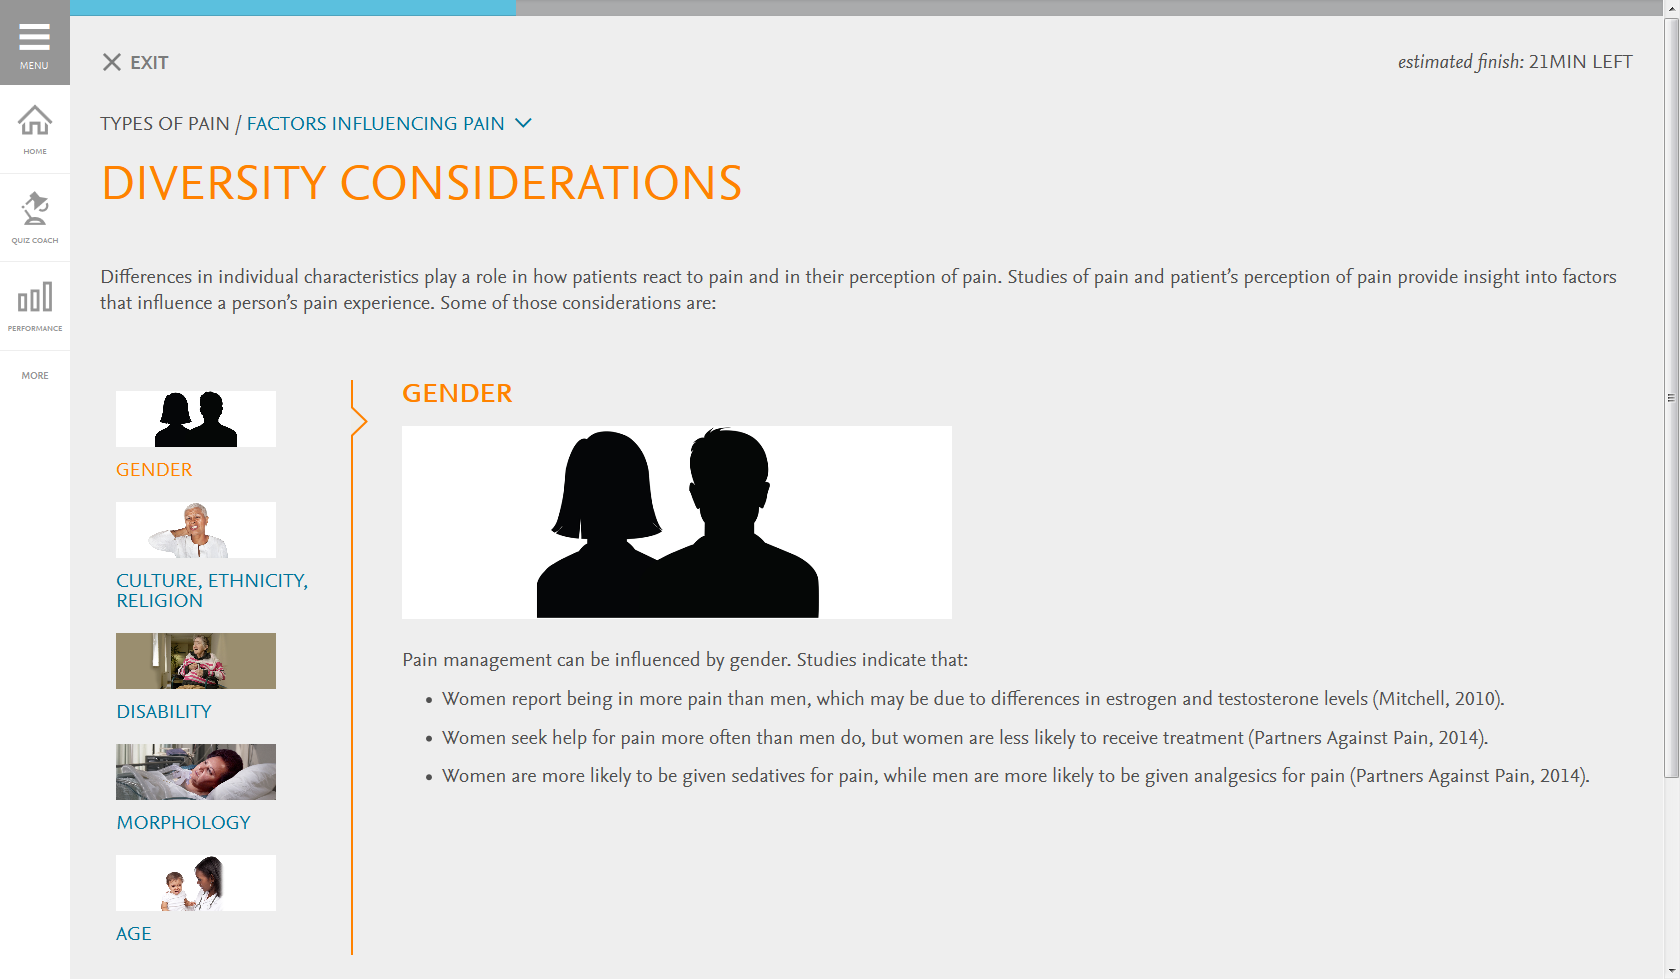 MENU
HOME
QUIZ COACH
PERFORMANCE
MORE
EXIT
estimated finish: 21MIN LEFT
TYPES OF PAIN / FACTORS INFLUENCING PAIN
DIVERSITY CONSIDERATIONS
Differences in individual characteristics play a role in how patients react to pain and in their perception of pain. Studies of pain and patient’s perception of pain provide insight into factors
that influence a person’s pain experience. Some of those considerations are:
GENDER
CULTURE, ETHNICITY,
RELIGION
DISABILITY
MORPHOLOGY
AGE
GENDER
Pain management can be influenced by gender. Studies indicate that:
• Women report being in more pain than men, which may be due to differences in estrogen and testosterone levels (Mitchell, 2010).
• Women seek help for pain more often than men do, but women are less likely to receive treatment (Partners Against Pain, 2014).
• Women are more likely to be given sedatives for pain, while men are more likely to be given analgesics for pain (Partners Against Pain, 2014).